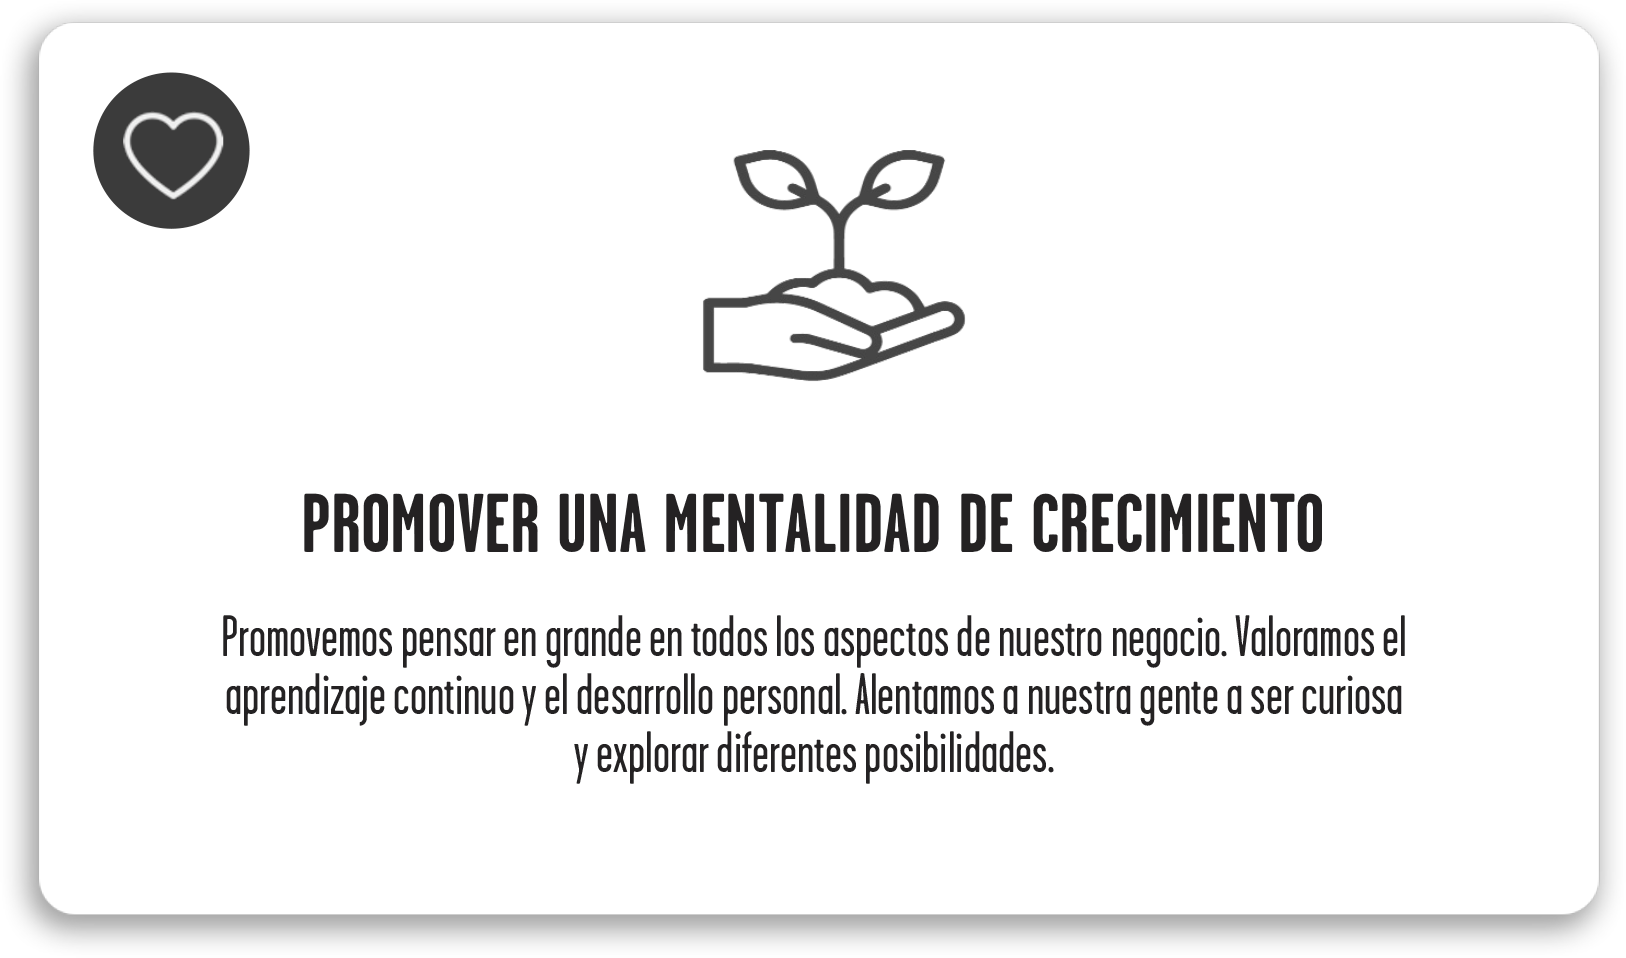 PROMOVER UNA MENTALIDAD DE CRECIMIENTO
Promovemos pensar en grande en todos los aspectos de nuestro negocio. Valoramos el
aprendizaje continuo y el desarrollo personal. Alentamos a nuestra gente a ser curiosa
y explorar diferentes posibilidades.